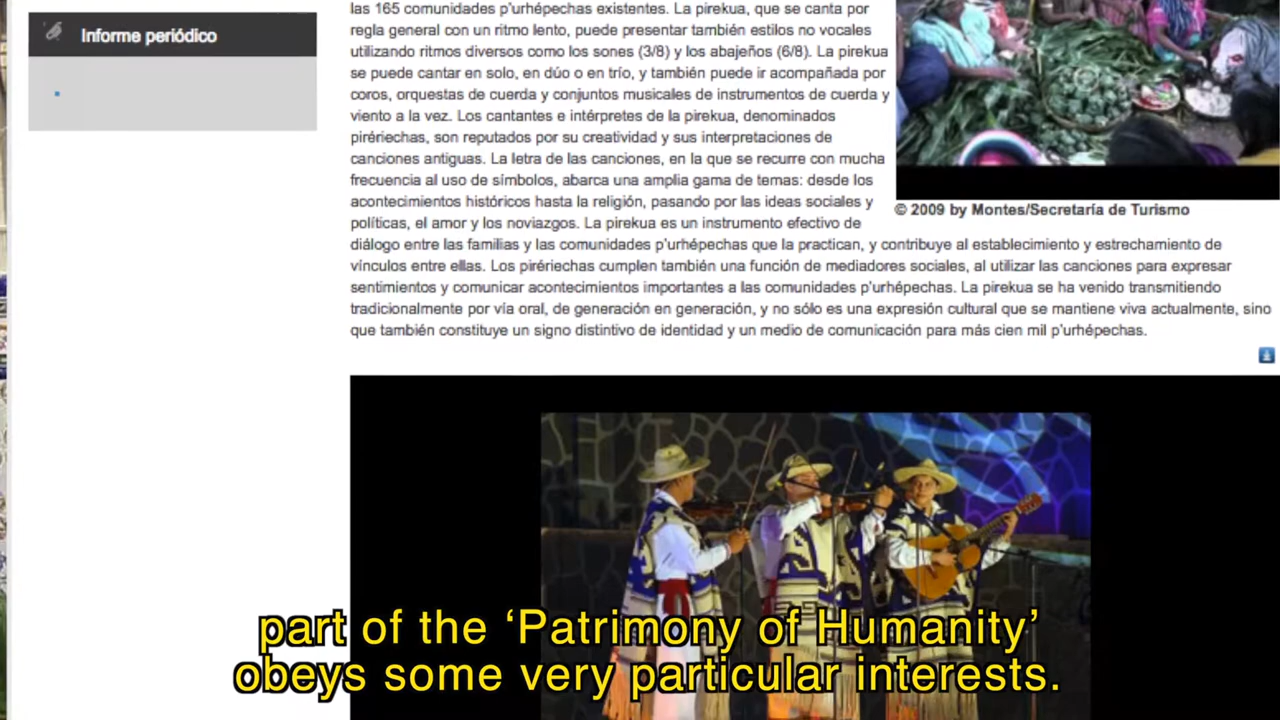 Informe periódico
las 165 comunidades p'urhépechas existentes. La pirekua, que se canta por
regla general con un ritmo lento, puede presentar también estilos no vocales
utilizando ritmos diversos como los sones (3/8) y los abajeños (6/8). La pirekua
se puede cantar en solo, en dúo o en trío, y también puede ir acompañada por
coros, orquestas de cuerda y conjuntos musicales de instrumentos de cuerda y
viento a la vez. Los cantantes e intérpretes de la pirekua, denominados
pirériechas, son reputados por su creatividad y sus interpretaciones de
canciones antiguas. La letra de las canciones, en la que se recurre con mucha
frecuencia al uso de símbolos, abarca una amplia gama de temas: desde los
acontecimientos históricos hasta la religión, pasando por las ideas sociales y
políticas, el amor y los noviazgos. La pirekua es un instrumento efectivo de
diálogo entre las familias y las comunidades p'urhépechas que la practican, y contribuye al establecimiento y estrechamiento de
vínculos entre ellas. Los pirériechas cumplen también una función de mediadores sociales, al utilizar las canciones para expresar
sentimientos y comunicar acontecimientos importantes a las comunidades p'urhépechas. La pirekua se ha venido transmitiendo
tradicionalmente por vía oral, de generación en generación, y no sólo es una expresión cultural que se mantiene viva actualmente, sino
que también constituye un signo distintivo de identidad y un medio de comunicación para más cien mil p'urhépechas.
© 2009 by Montes/Secretaría de Turismo
part of the ‘Patrimony of Humanity’
obeys some very particular interests.